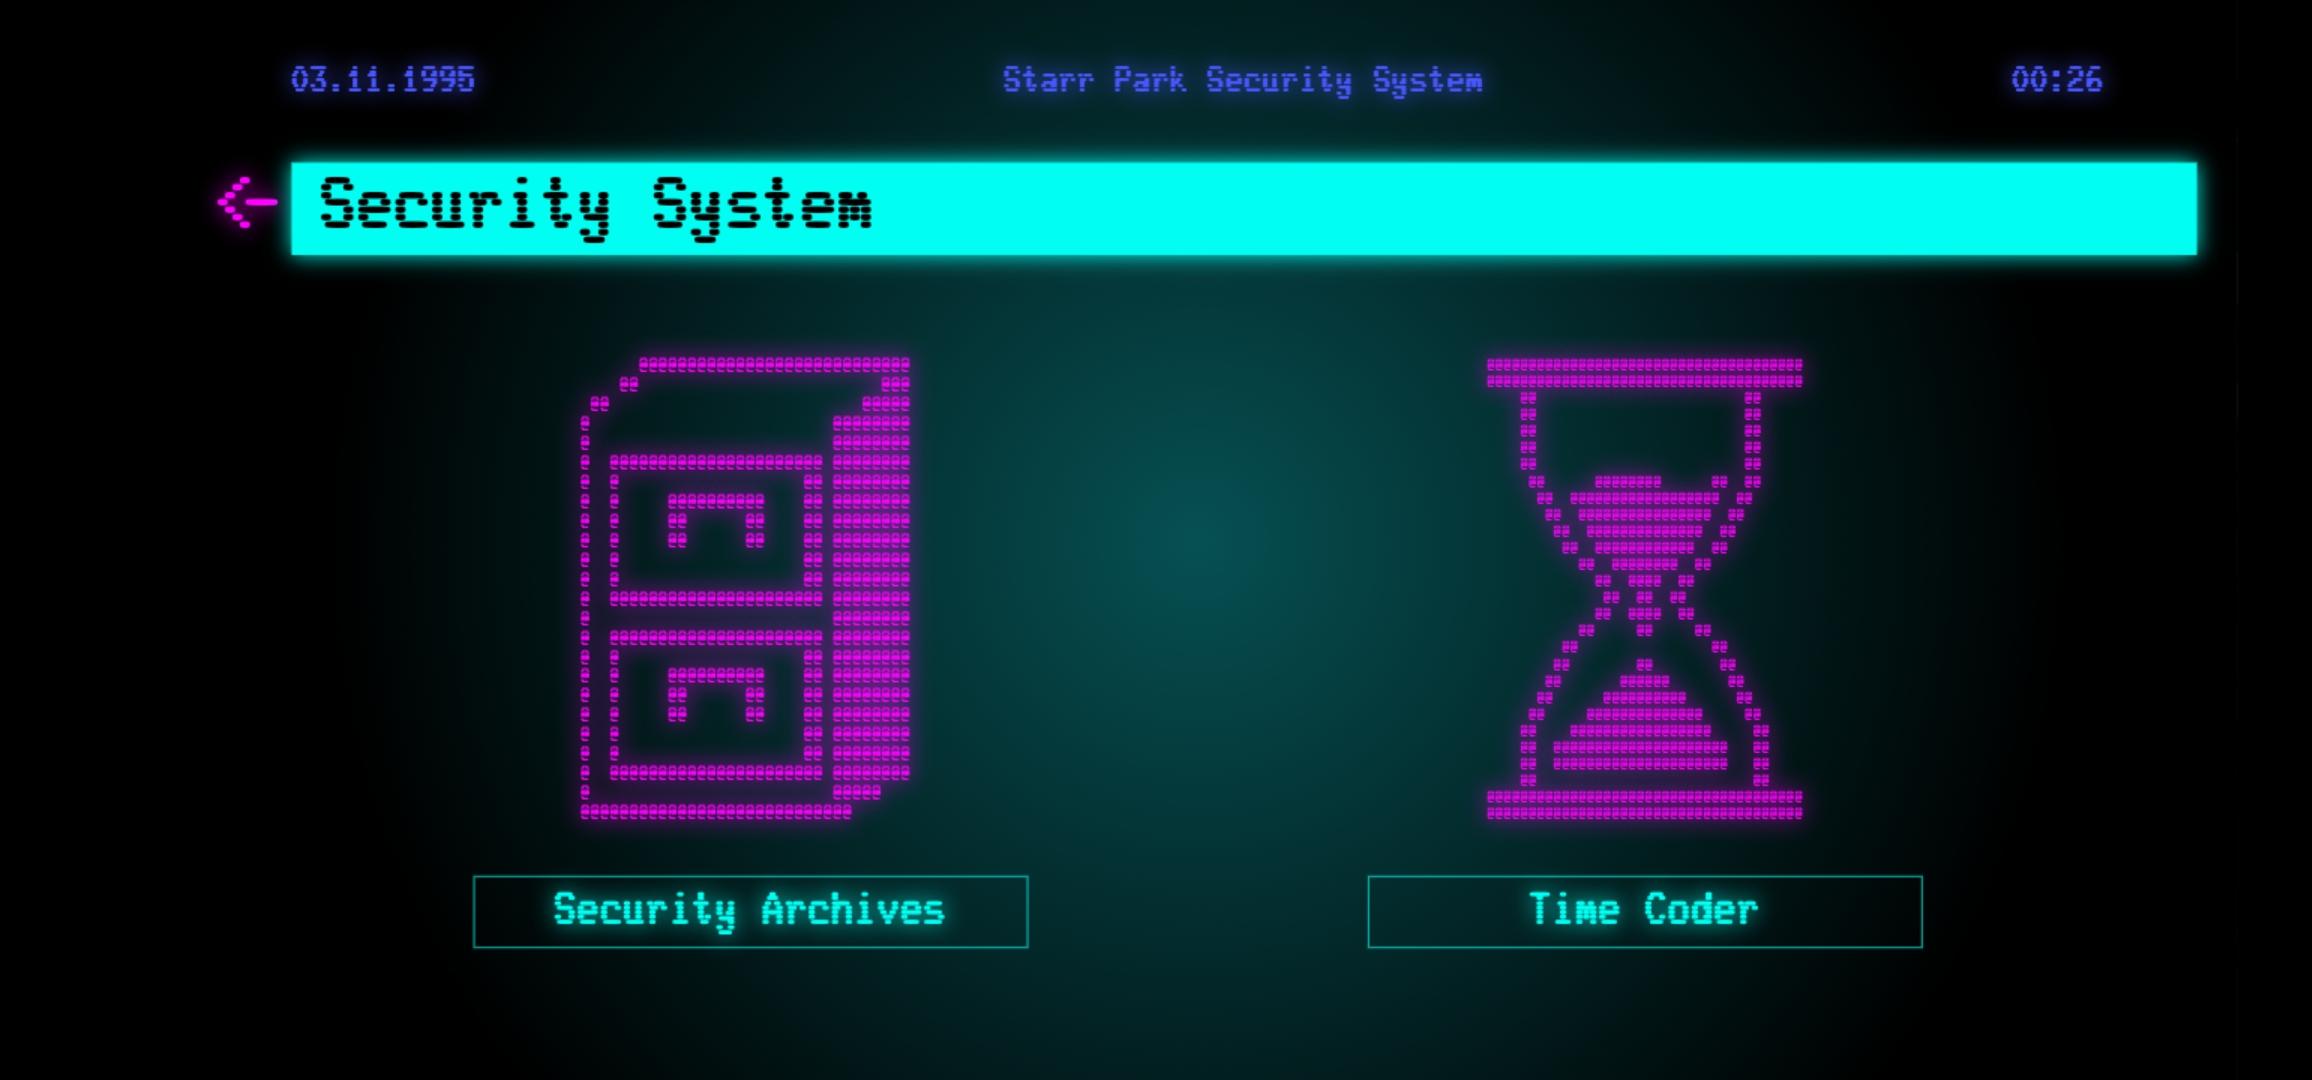 03.11.1995
Starr Park Security System
00:26
Security System
Security Archives
Time Coder